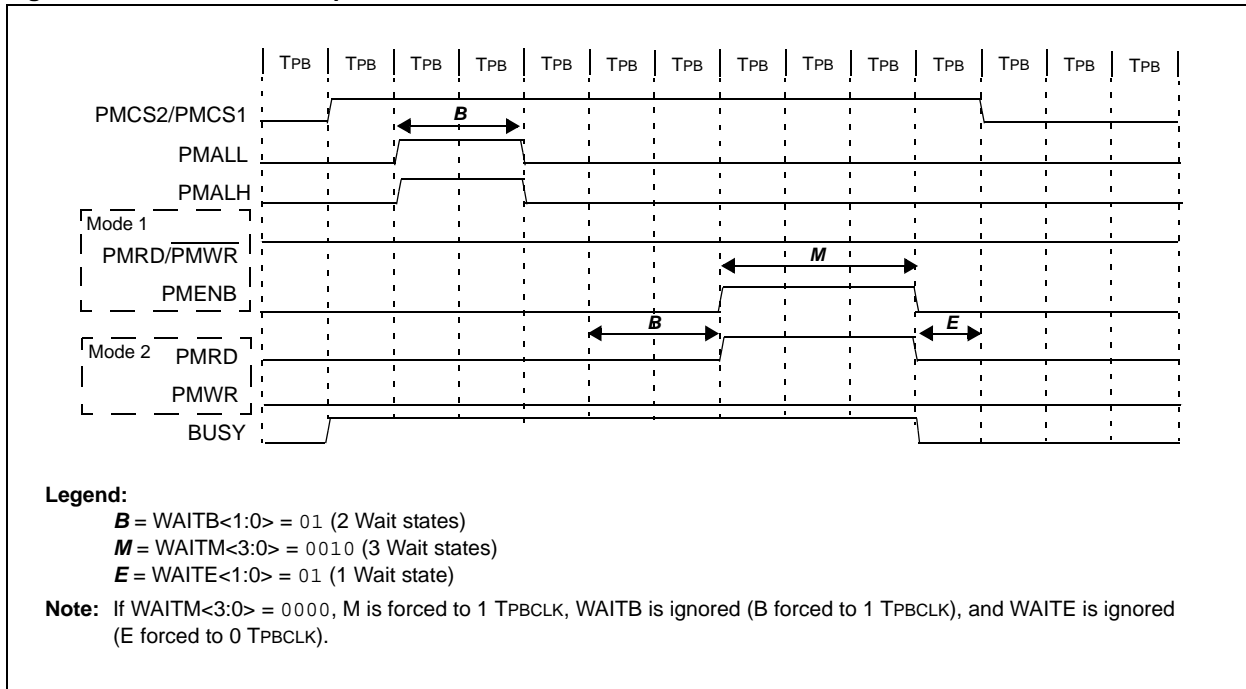 TPB TPB TPB TPB TPB TPB TPB TPB TPB TPB TPB TPB TPB TPB
PMCS2/PMCS1
B
PMALL
PMALH
Mode 1
PMRD/PMWR
M
PMENB
B E
Mode 2 PMRD
PMWR
BUSY
Legend:
B = WAITB<1:0> = 01 (2 Wait states)
M = WAITM<3:0> = 0010 (3 Wait states)
E = WAITE<1:0> = 01 (1 Wait state)
Note: If WAITM<3:0> = 0000, M is forced to 1 TPBCLK, WAITB is ignored (B forced to 1 TPBCLK), and WAITE is ignored
(E forced to 0 TPBCLK).